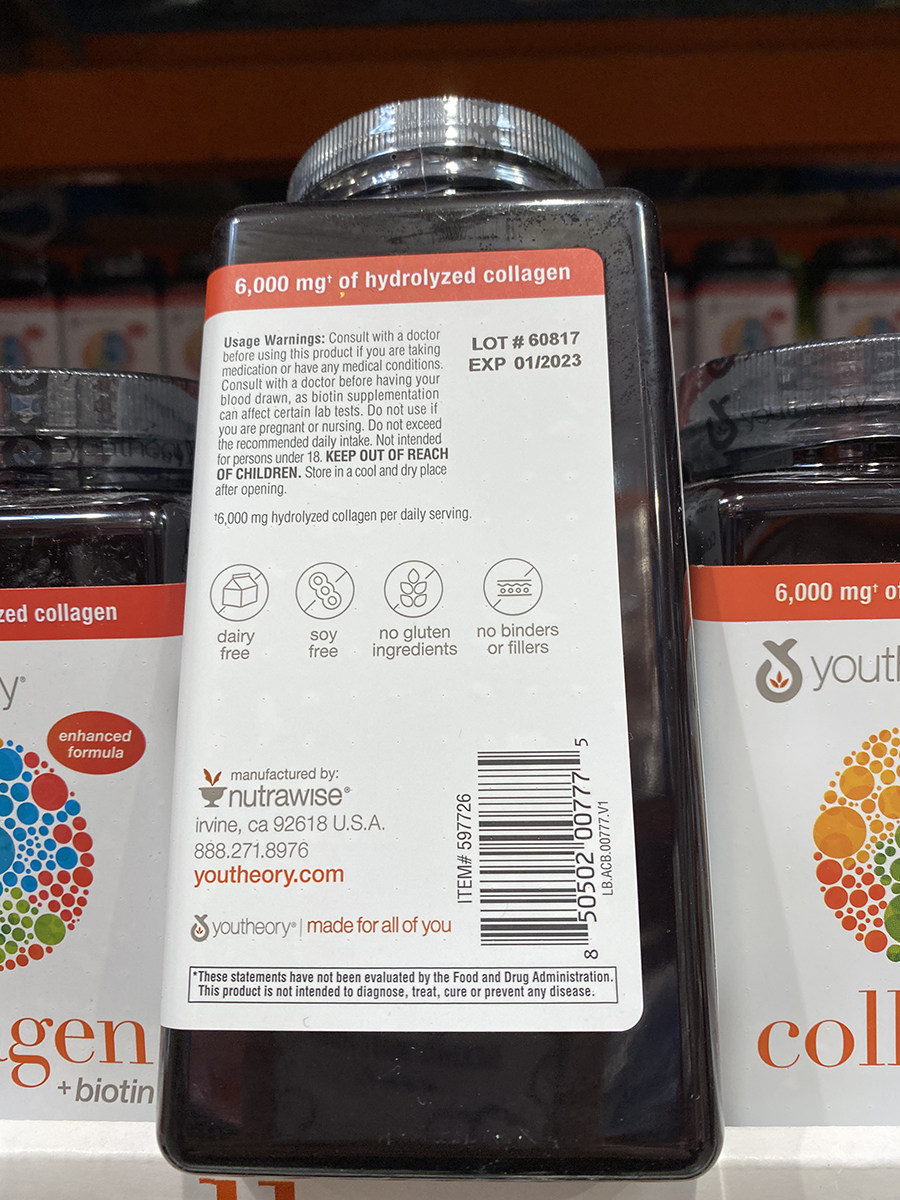 6,000 mg† of hydrolyzed collagen
Usage Warnings: Consult with a doctor
before using this product if you are taking
medication or have any medical conditions.
Consult with a doctor before having your
blood drawn, as biotin supplementation
can affect certain lab tests. Do not use if
you are pregnant or nursing. Do not exceed
the recommended daily intake. Not intended
for persons under 18. KEEP OUT OF REACH
OF CHILDREN. Store in a cool and dry place
after opening.
LOT # 60817
EXP 01/2023
†6,000 mg hydrolyzed collagen per daily serving.
dairy
free
soy
free
no gluten
ingredients
no binders
or fillers
manufactured by:
nutrawise®
irvine, ca 92618 U.S.A.
888.271.8976
youtheory.com
youtheory® | made for all of you
ITEM# 597726
8 50502 00777 5
LB.ACB.00777.V1
*These statements have not been evaluated by the Food and Drug Administration.
This product is not intended to diagnose, treat, cure or prevent any disease.
zed collagen
y®
enhanced
formula
agen
+biotin
6,000 mg† of
yout
coll
youtheory